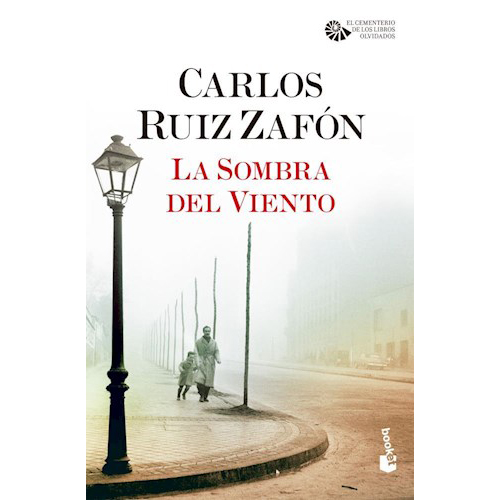 EL CEMENTERIO
DE LOS LIBROS
OLVIDADOS
CARLOS
RUIZ ZAFÓN
LA SOMBRA
DEL VIENTO
booket